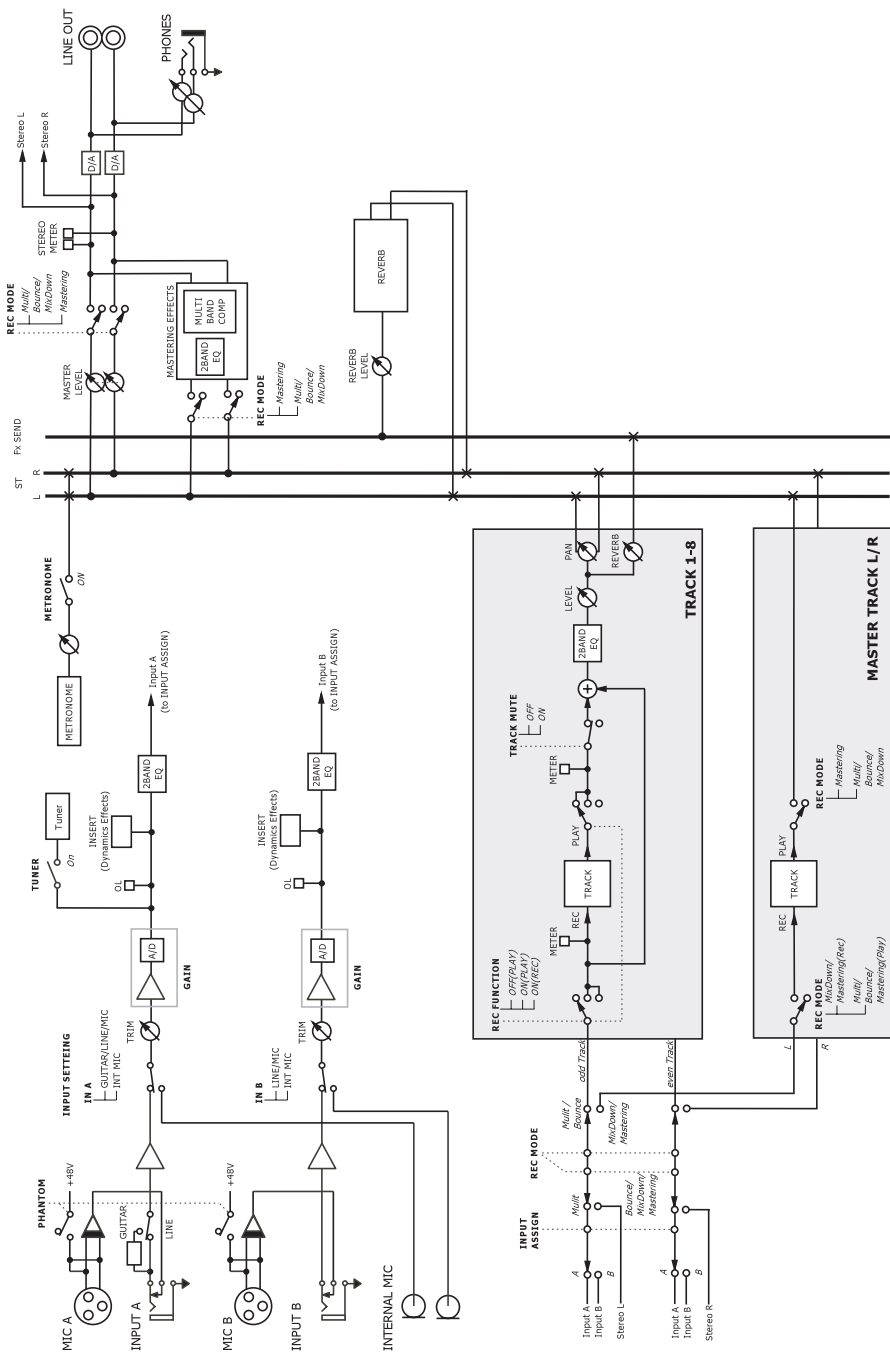 LINE OUT
PHONES
Stereo L
Stereo R
D/A
D/A
STEREO
METER
REC MODE
Multi/
Bounce/
MixDown
Mastering
MASTER
LEVEL
MASTERING EFFECTS
MULTI
BAND
COMP
2BAND
EQ
REC MODE
Mastering
Multi/
Bounce/
MixDown
REVERB
REVERB
LEVEL
Fx SEND
ST
R
L
METRONOME
ON
METRONOME
Input A
(to INPUT ASSIGN)
2BAND
EQ
INSERT
(Dynamics Effects)
Tuner
TUNER
On
OL
A/D
GAIN
TRIM
INPUT SETTEING
IN A
GUITAR/LINE/MIC
INT MIC
PHANTOM
+48V
GUITAR
LINE
MIC A
INPUT A
Input B
(to INPUT ASSIGN)
2BAND
EQ
INSERT
(Dynamics Effects)
OL
A/D
GAIN
TRIM
IN B
LINE/MIC
INT MIC
+48V
MIC B
INPUT B
INTERNAL MIC
TRACK 1-8
PAN
REVERB
LEVEL
2BAND
EQ
+
TRACK MUTE
OFF
ON
METER
PLAY
TRACK
REC
METER
REC FUNCTION
OFF(PLAY)
ON(PLAY)
ON(REC)
odd Track
even Track
MASTER TRACK L/R
REC MODE
Mastering
Multi/
Bounce/
MixDown
PLAY
TRACK
REC
REC MODE
MixDown/
Mastering(Rec)
Multi/
Bounce/
Mastering(Play)
L
R
Mulit /
Bounce
MixDown/
Mastering
REC MODE
Mulit
Bounce/
MixDown/
Mastering
INPUT
ASSIGN
A
B
A
B
Input A
Input B
Stereo L
Input A
Input B
Stereo R